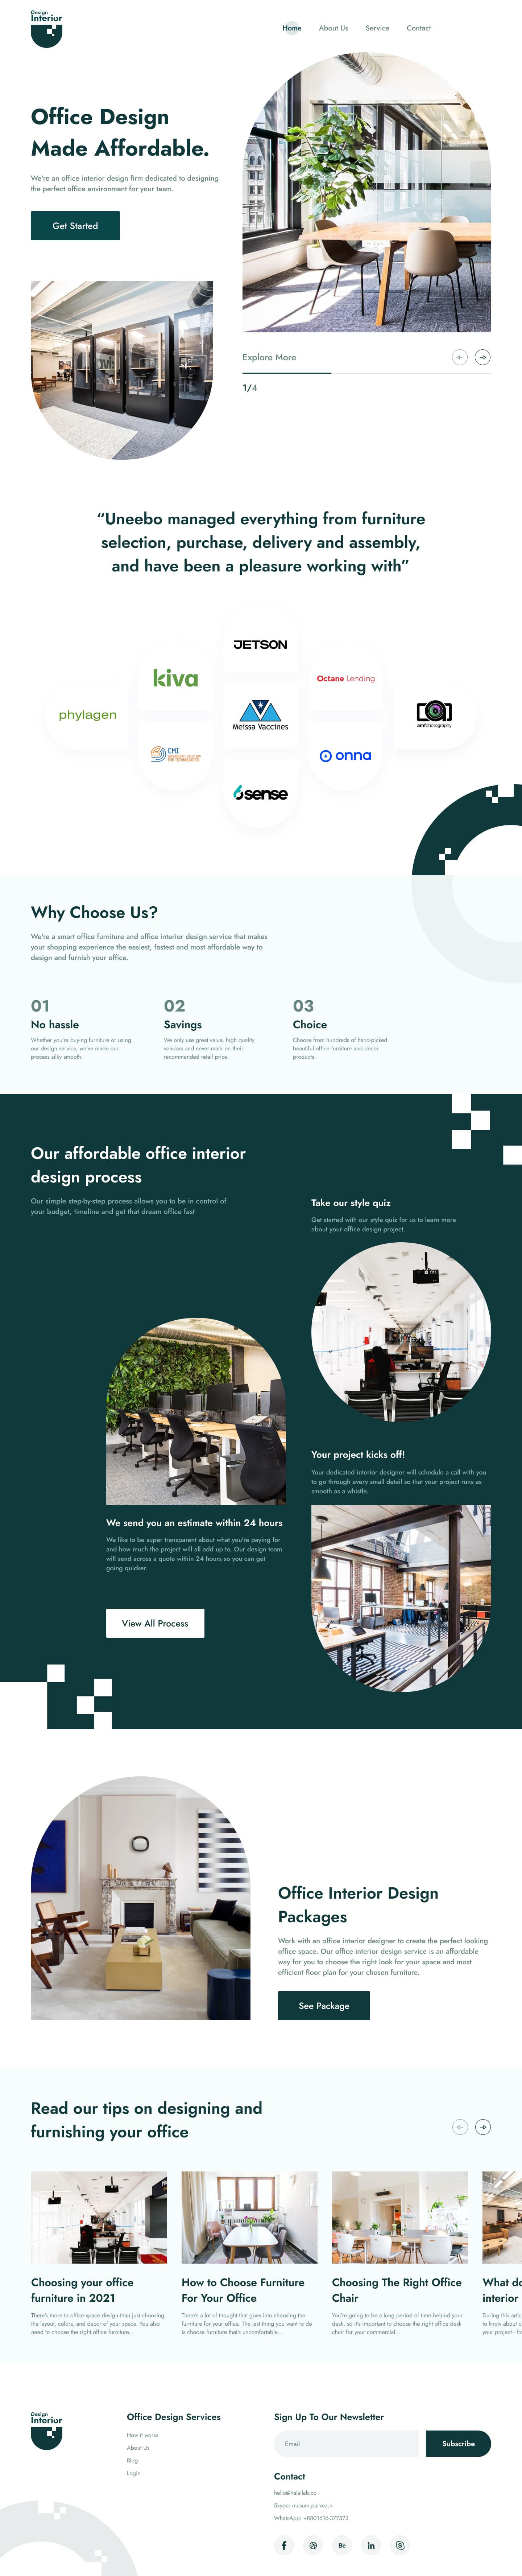 Design
Interiur
Home
About Us
Service
Contact
Office Design
Made Affordable.
We're an office interior design firm dedicated to designing
the perfect office environment for your team.
Get Started
Explore More
1/4
“Uneebo managed everything from furniture
selection, purchase, delivery and assembly,
and have been a pleasure working with”
JETSON
kiva
Octane Lending
phylagen
Meissa Vaccines
amfphotography
CMI
onna
6sense
Why Choose Us?
We're a smart office furniture and office interior design service that makes
your shopping experience the easiest, fastest and most affordable way to
design and furnish your office.
01
No hassle
Whether you're buying furniture or using
our design service, we've made our
process silky smooth.
02
Savings
We only use great value, high quality
vendors and never mark on their
recommended retail price.
03
Choice
Choose from hundreds of hand-picked
beautiful office furniture and decor
products.
Our affordable office interior
design process
Our simple step-by-step process allows you to be in control of
your budget, timeline and get that dream office fast
Take our style quiz
Get started with our style quiz for us to learn more
about your office design project.
We send you an estimate within 24 hours
We like to be super transparent about what you're paying for
and how much the project will all add up to. Our design team
will send across a quote within 24 hours so you can get
going quicker.
View All Process
Your project kicks off!
Your dedicated interior designer will schedule a call with you
to go through every small detail so that your project runs as
smooth as a whistle.
Office Interior Design
Packages
Work with an office interior designer to create the perfect looking
office space. Our office interior design service is an affordable
way for you to choose the right look for your space and most
efficient floor plan for your chosen furniture.
See Package
Read our tips on designing and
furnishing your office
Choosing your office
furniture in 2021
There's more to office space design than just choosing
the layout, colors, and decor of your space. You also
need to choose the right office furniture...
How to Choose Furniture
For Your Office
There's a lot of thought that goes into choosing the
furniture for your office. The last thing you want to do
is choose furniture that's uncomfortable...
Choosing The Right Office
Chair
You're going to be a long period of time behind your
desk, so it's important to choose the right office desk
chair for your commercial...
What do
interior
During this artic
to know about c
your project - fr
Design
Interiur
Office Design Services
How it works
About Us
Blog
Login
Sign Up To Our Newsletter
Email
Subscribe
Contact
hello@halallab.co
Skype: masum.parvez.n
WhatsApp: +8801616-377573
Bē
in